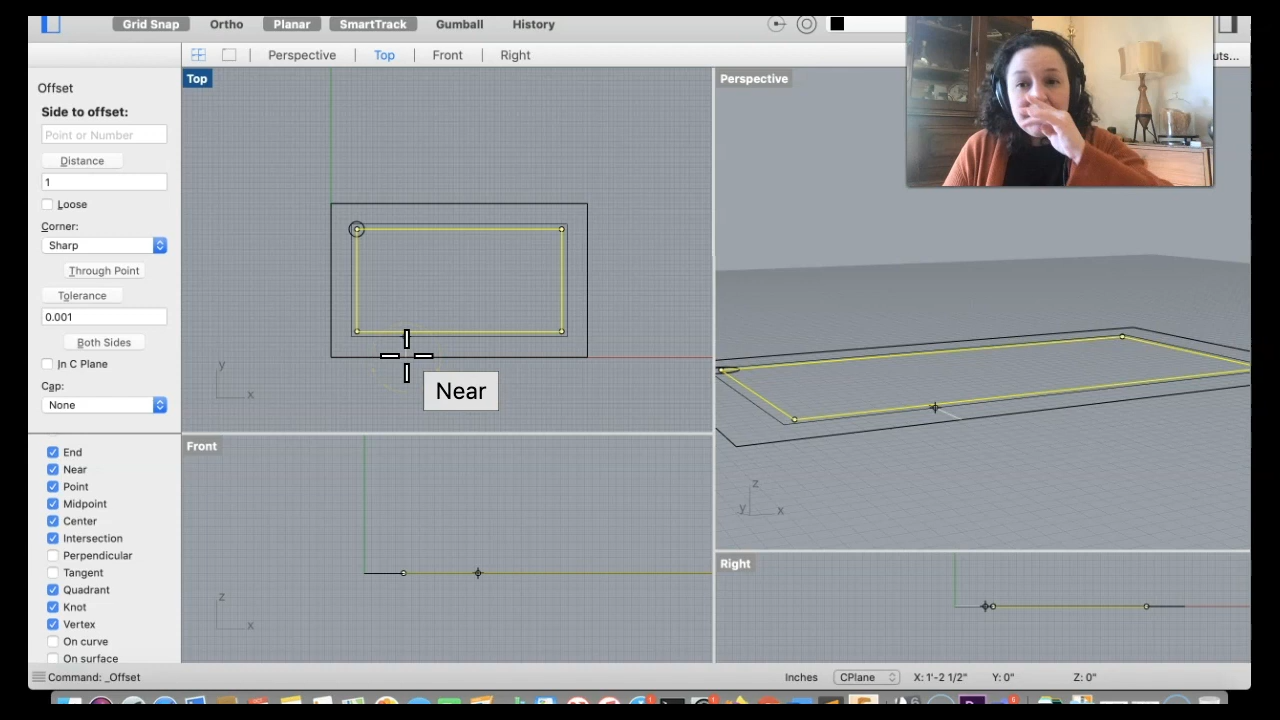 Grid Snap Ortho Planar SmartTrack Gumball History
Perspective Top Front Right uts...
Offset
Side to offset:
Point or Number
Distance
1
Loose
Corner:
Sharp
Through Point
Tolerance
0.001
Both Sides
In C Plane
Cap:
None
End
Near
Point
Midpoint
Center
Intersection
Perpendicular
Tangent
Quadrant
Knot
Vertex
On curve
On surface
Top
y
x
Near
Perspective
z
y x
Front
z
x
Right
Command: _Offset
Inches CPlane X: 1'-2 1/2" Y: 0" Z: 0"